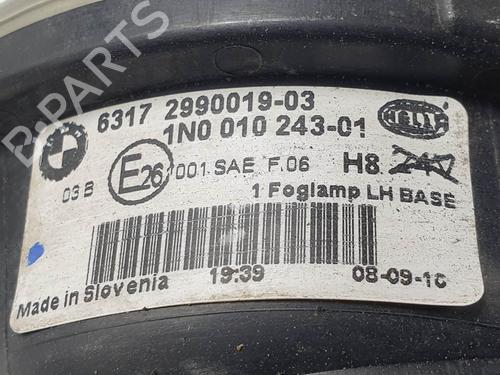 B-PARTS
6317 2990019-03
1N0 010 243-01
HELLA
03 B
E26
001 SAE F.06
H8
24V
1 Foglamp LH BASE
19:39
08-09-10
Made in Slovenia